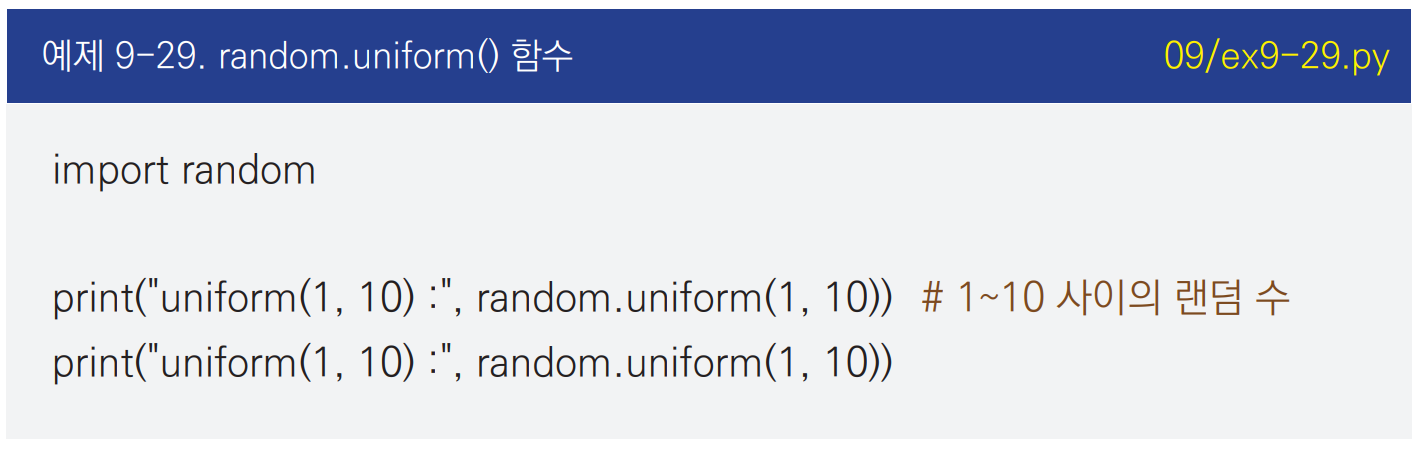 예제 9-29. random.uniform() 함수 09/ex9-29.py
import random
print("uniform(1, 10) :", random.uniform(1, 10)) # 1~10 사이의 랜덤 수
print("uniform(1, 10) :", random.uniform(1, 10))